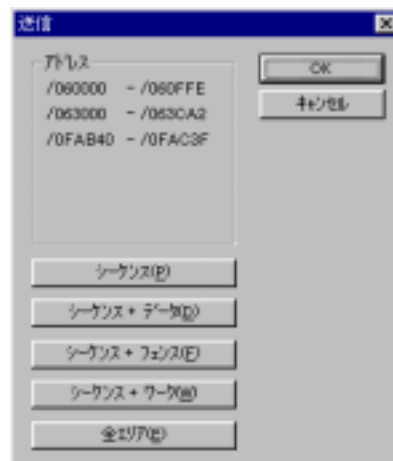 送信
ｱﾄﾞﾚｽ
/060000 - /060FFE
/063000 - /063CA2
/0FAB40 - /0FAC3F
OK
ｷｬﾝｾﾙ
ｼｰｹﾝｽ(P)
ｼｰｹﾝｽ + ﾃﾞｰﾀ(D)
ｼｰｹﾝｽ + ﾌｪﾝｽ(F)
ｼｰｹﾝｽ + ﾜｰｸ(W)
全ｴﾘｱ(E)